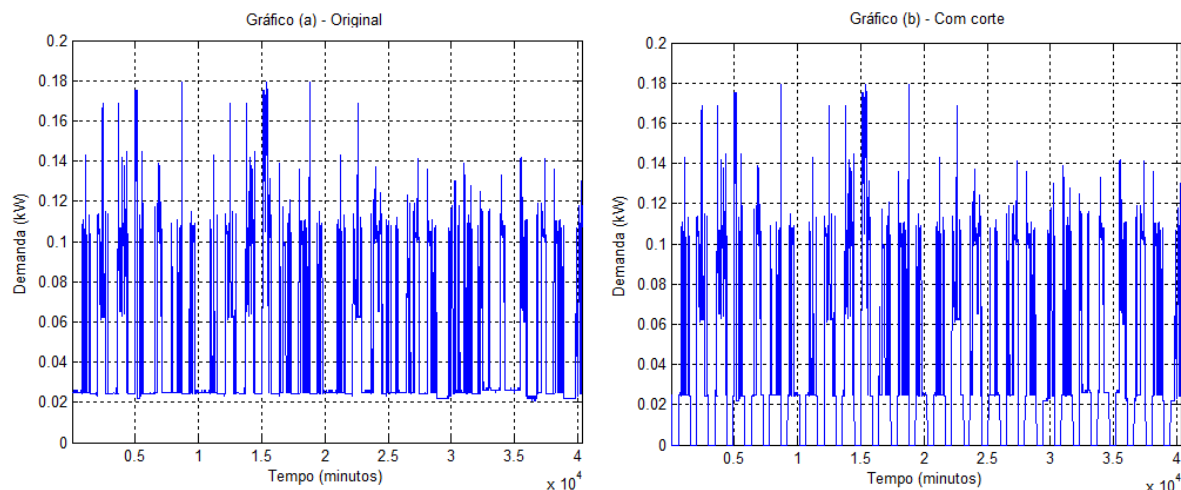 Gráfico (a) - Original
0.2
0.18
0.16
0.14
0.12
0.1
0.08
0.06
0.04
0.02
0
Demanda (kW)
0.5 1 1.5 2 2.5 3 3.5 4
Tempo (minutos)
x 10^4
Gráfico (b) - Com corte
0.2
0.18
0.16
0.14
0.12
0.1
0.08
0.06
0.04
0.02
0
Demanda (kW)
0.5 1 1.5 2 2.5 3 3.5 4
Tempo (minutos)
x 10^4